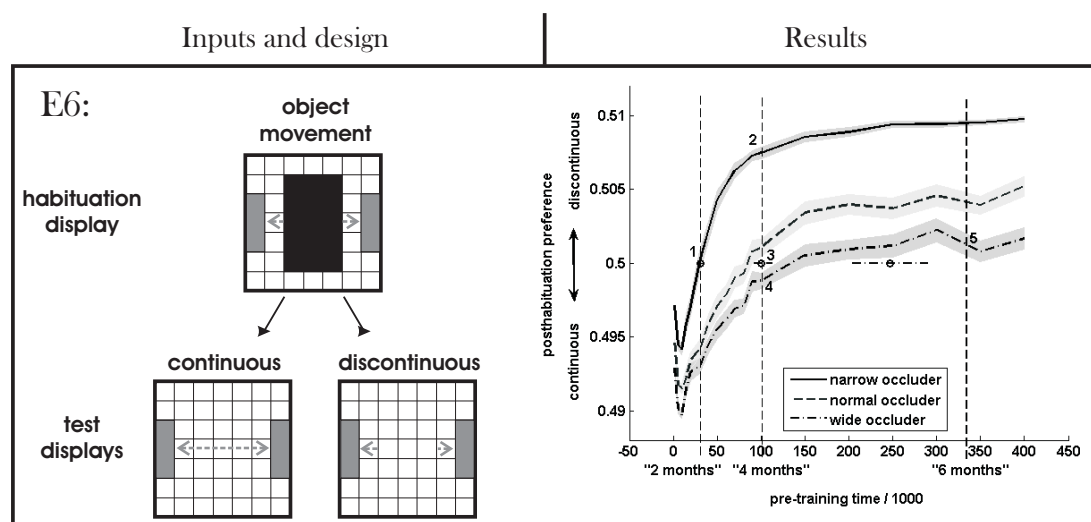 Inputs and design
Results
E6:
object
movement
habituation
display
continuous
discontinuous
test
displays
posthabituation preference
continuous
discontinuous
0.51
0.505
0.5
0.495
0.49
1
2
3
4
5
narrow occluder
normal occluder
wide occluder
-50 0 50 100 150 200 250 300 350 400 450
"2 months" "4 months" "6 months"
pre-training time / 1000